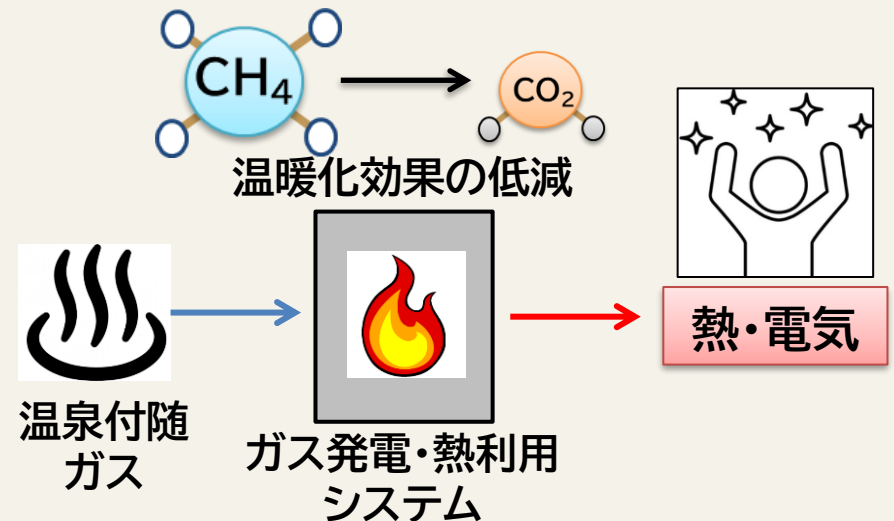 CH₄
CO₂
温暖化効果の低減
温泉付随
ガス
ガス発電・熱利用
システム
熱・電気